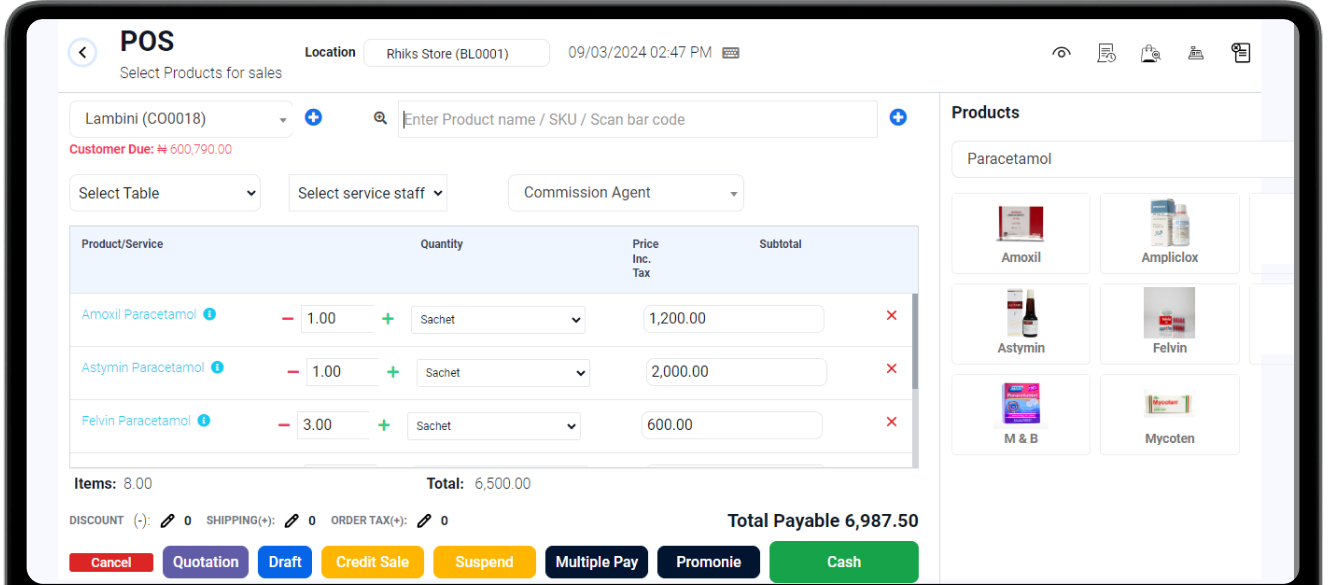 POS
Select Products for sales
Location
Rhiks Store (BL0001)
09/03/2024 02:47 PM
Lambini (CO0018)
Enter Product name / SKU / Scan bar code
Customer Due: ₦ 600,790.00
Select Table
Select service staff
Commission Agent
Product/Service
Quantity
Price
Inc.
Tax
Subtotal
Amoxil Paracetamol
1.00
Sachet
1,200.00
Astymin Paracetamol
1.00
Sachet
2,000.00
Felvin Paracetamol
3.00
Sachet
600.00
Items: 8.00
Total: 6,500.00
DISCOUNT (-): 0 SHIPPING(+): 0 ORDER TAX(+): 0
Total Payable 6,987.50
Cancel
Quotation
Draft
Credit Sale
Suspend
Multiple Pay
Promonie
Cash
Products
Paracetamol
Amoxil
Ampliclox
Astymin
Felvin
M & B
Mycoten